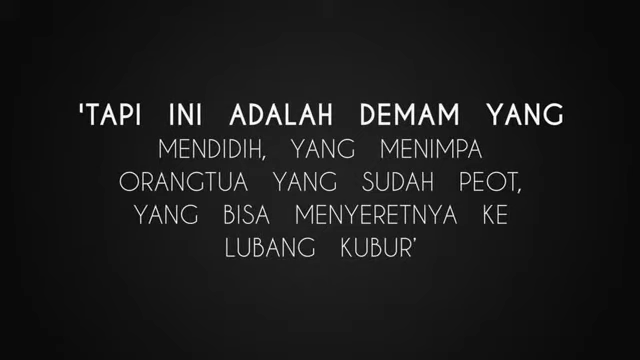 'TAPI INI ADALAH DEMAM YANG
MENDIDIH, YANG MENIMPA
ORANGTUA YANG SUDAH PEOT,
YANG BISA MENYERETNYA KE
LUBANG KUBUR'